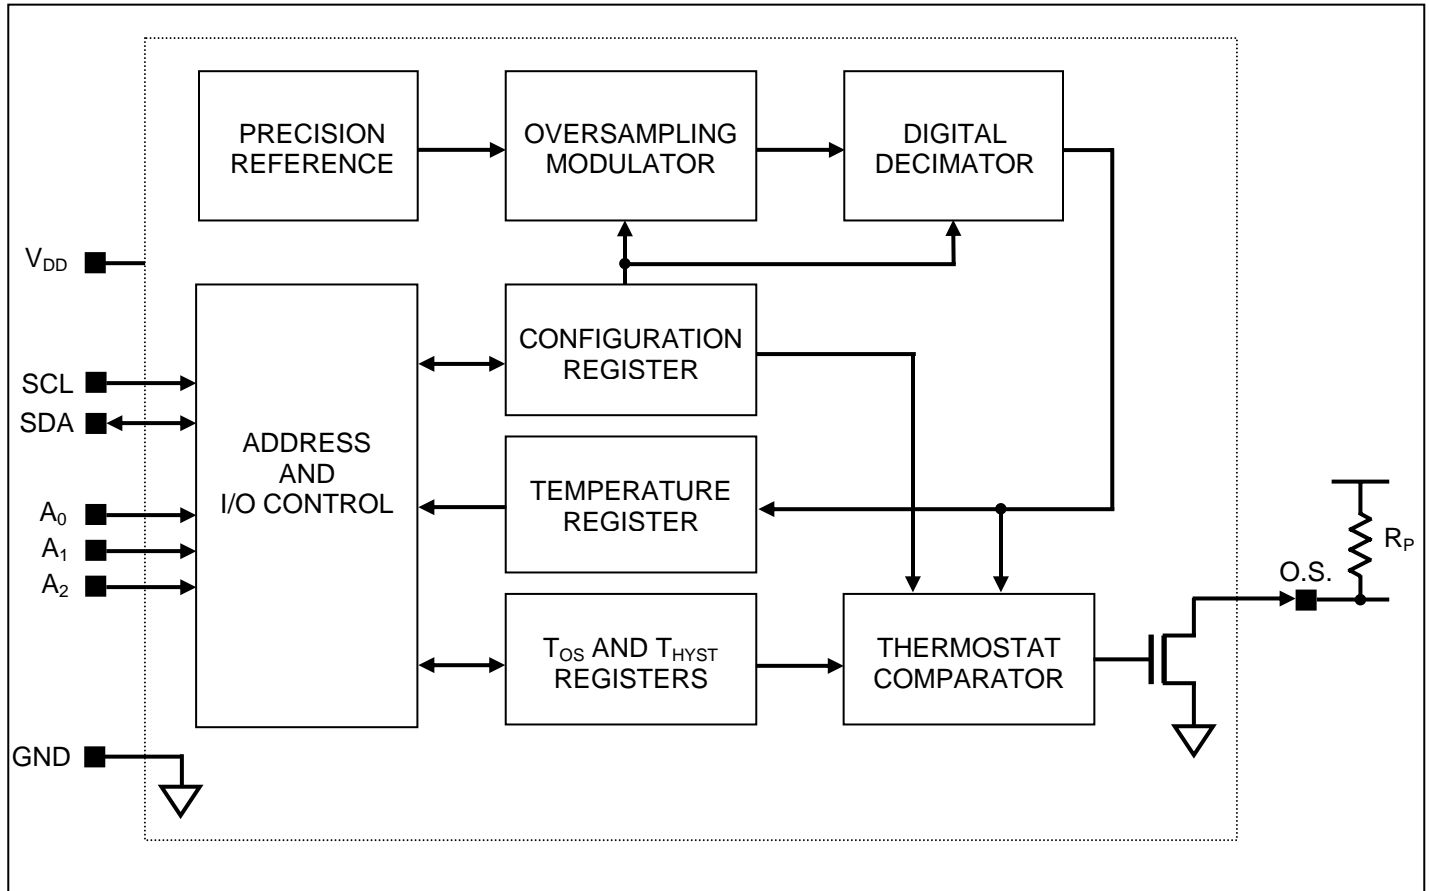 PRECISION
REFERENCE
OVERSAMPLING
MODULATOR
DIGITAL
DECIMATOR
VDD
SCL
SDA
A0
A1
A2
GND
ADDRESS
AND
I/O CONTROL
CONFIGURATION
REGISTER
TEMPERATURE
REGISTER
TOS AND THYST
REGISTERS
THERMOSTAT
COMPARATOR
O.S.
RP